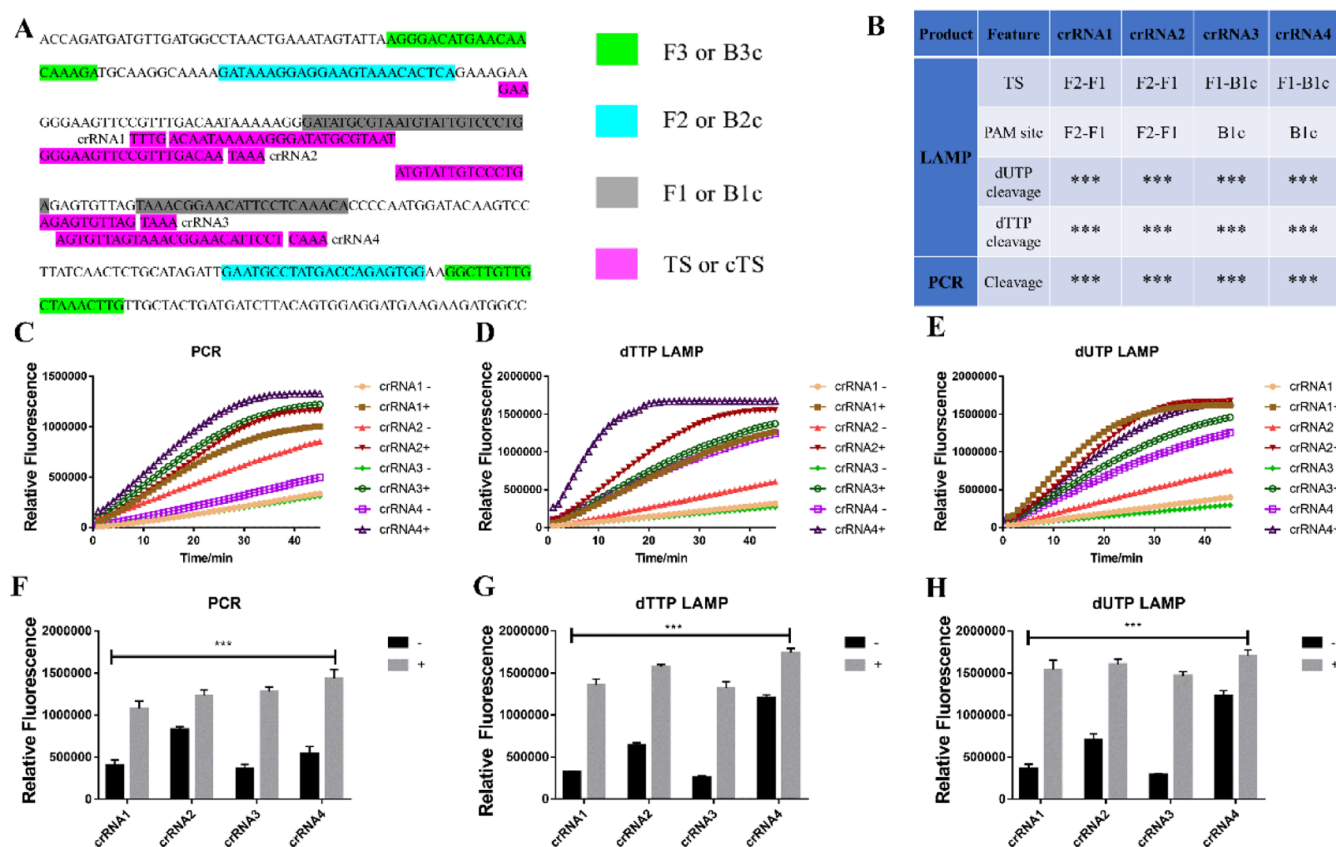 A
ACCAGATGATGTTGATGGCCTAACTGAAATAGTATTAAGGGACATGAACAA
CAAAGATGCAAGGCAAAAGATAAAGGAGGAAGTAAACACTCAGAAAGAA
GAA
GGGAAGTTCCGTTTGACAATAAAAAGGGATATGCGTAATGTATTGTCCCTG
crRNA1 TTTG ACAATAAAAAGGGATATGCGTAAT
GGGAAGTTCCGTTTGACAA TAAA crRNA2
ATGTATTGTCCCTG
AGAGTGTTAGTAAACGGAACATTCCTCAAACACCCCAATGGATACAAGTCC
AGAGTGTTAG TAAA crRNA3
AGTGTTAGTAAACGGAACATTCCT CAAA crRNA4
TTATCAACTCTGCATAGATTGAATGCCTATGACCAGAGTGGAAGGCTTGTTG
CTAAACTTGTTGCTACTGATGATCTTACAGTGGAGGATGAAGAAGATGGCC
F3 or B3c
F2 or B2c
F1 or B1c
TS or cTS
B
Product Feature crRNA1 crRNA2 crRNA3 crRNA4
LAMP
TS F2-F1 F2-F1 F1-B1c F1-B1c
PAM site F2-F1 F2-F1 B1c B1c
dUTP cleavage *** *** *** ***
dTTP cleavage *** *** *** ***
PCR Cleavage *** *** *** ***
C
PCR
Relative Fluorescence
1500000
1000000
500000
0
0 10 20 30 40
Time/min
crRNA1 -
crRNA1+
crRNA2 -
crRNA2+
crRNA3 -
crRNA3+
crRNA4 -
crRNA4+
D
dTTP LAMP
Relative Fluorescence
2000000
1500000
1000000
500000
0
0 10 20 30 40
Time/min
crRNA1 -
crRNA1+
crRNA2 -
crRNA2+
crRNA3 -
crRNA3+
crRNA4 -
crRNA4+
E
dUTP LAMP
Relative Fluorescence
2000000
1500000
1000000
500000
0
0 10 20 30 40
Time/min
crRNA1
crRNA1+
crRNA2
crRNA2+
crRNA3
crRNA3+
crRNA4
crRNA4+
F
PCR
Relative Fluorescence
2000000
1500000
1000000
500000
0
***
crRNA1 crRNA2 crRNA3 crRNA4
-
+
G
dTTP LAMP
Relative Fluorescence
2000000
1500000
1000000
500000
0
***
crRNA1 crRNA2 crRNA3 crRNA4
-
+
H
dUTP LAMP
Relative Fluorescence
2000000
1500000
1000000
500000
0
***
crRNA1 crRNA2 crRNA3 crRNA4
-
+